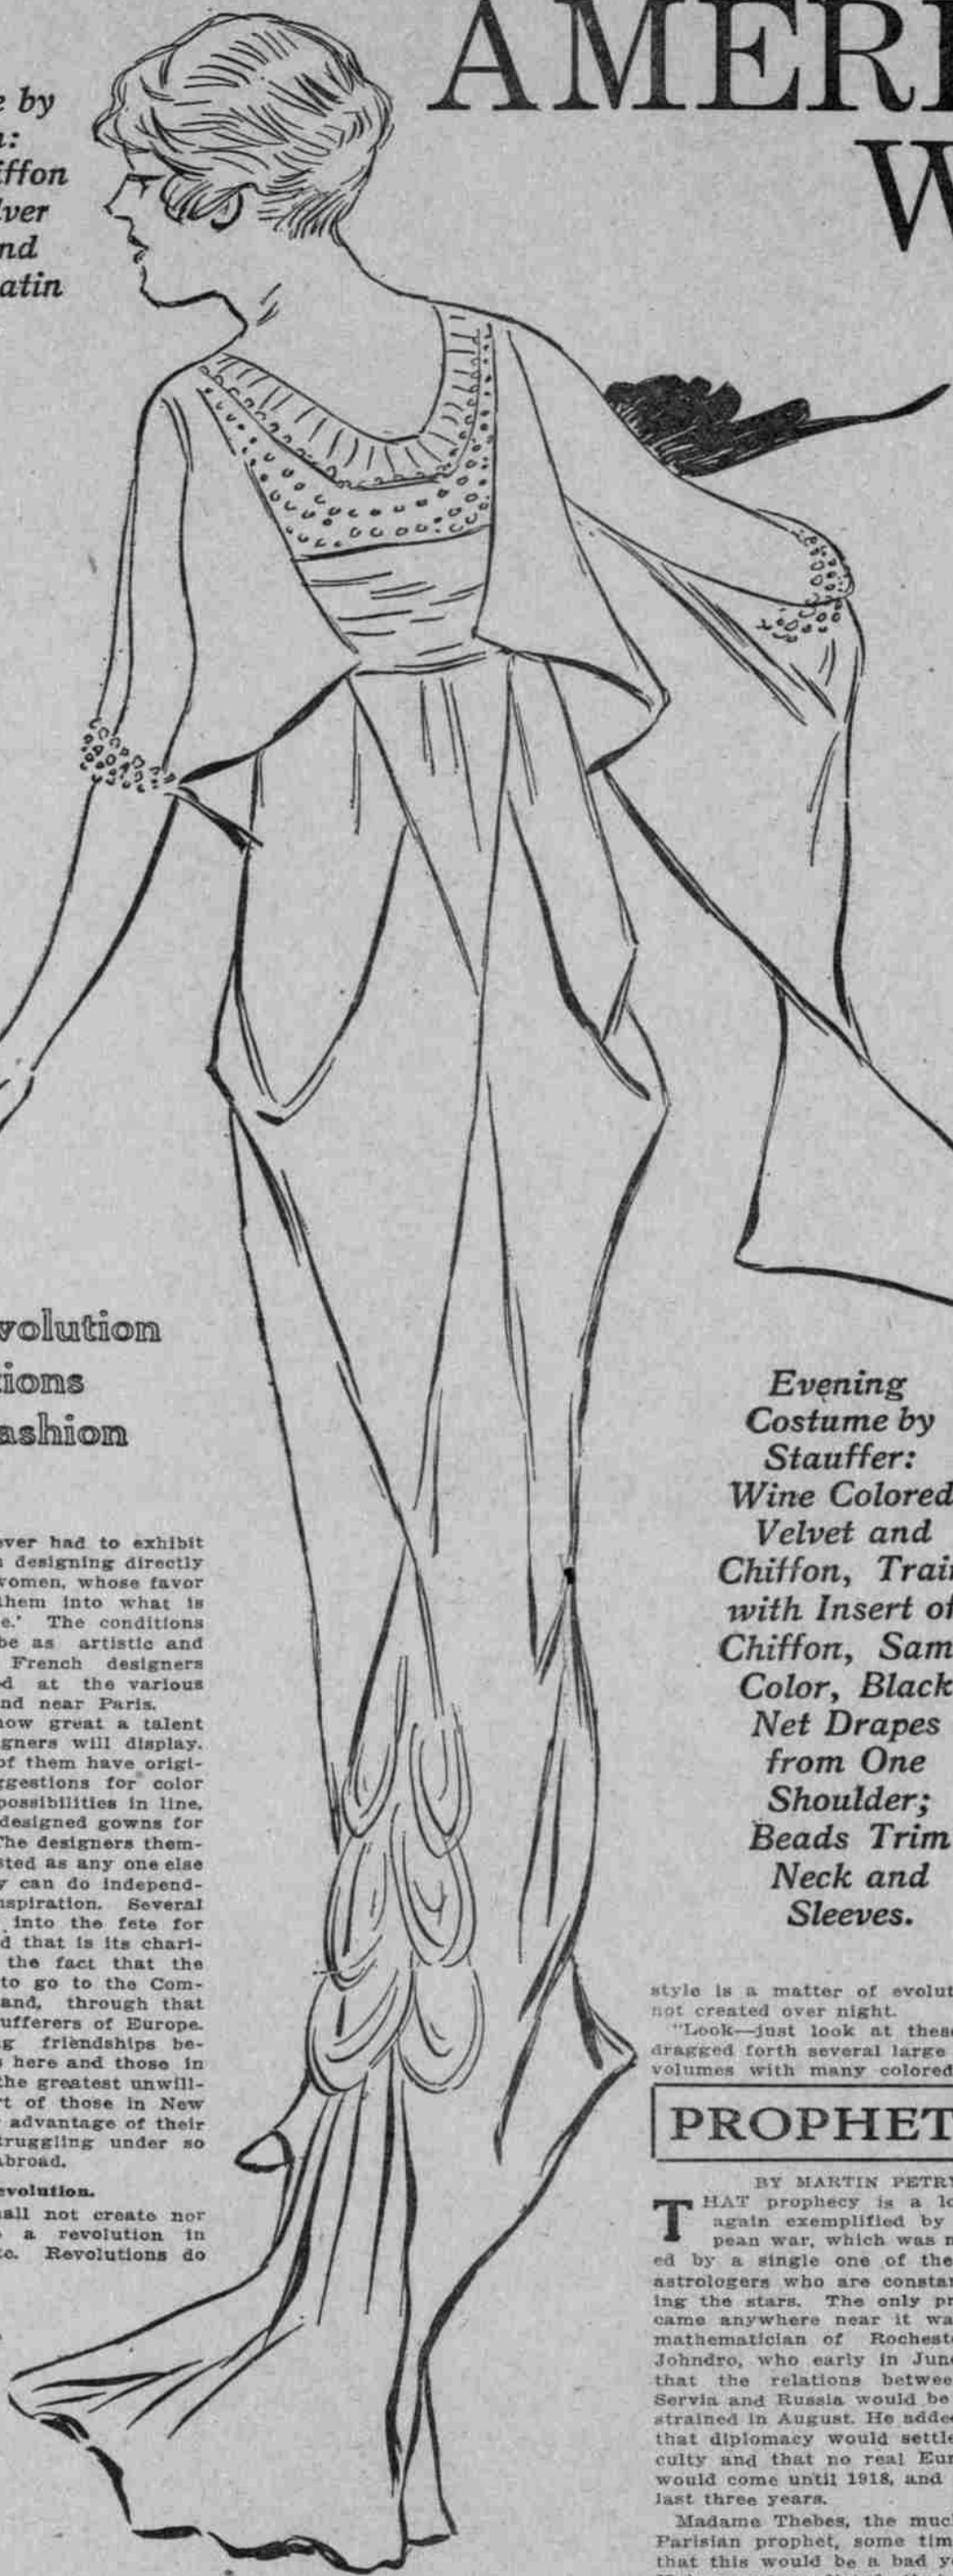 AMERI
W
e by
n:
iffon
lver
nd
atin
volution
tions
ashion
ever had to exhibit
designing directly
women, whose favor
them into what is
e.' The conditions
be as artistic and
French designers
d at the various
nd near Paris.
how great a talent
gners will display.
of them have origi-
ggestions for color
possibilities in line,
designed gowns for
The designers them-
sted as any one else
y can do independ-
nspiration. Several
into the fete for
d that is its chari-
the fact that the
to go to the Com-
and, through that
ufferers of Europe.
g friendships be-
s here and those in
the greatest unwill-
rt of those in New
advantage of their
truggling under so
abroad.
evolution.
all not create nor
a revolution in
te. Revolutions do
Evening
Costume by
Stauffer:
Wine Colored
Velvet and
Chiffon, Trai
with Insert of
Chiffon, Sam
Color, Black
Net Drapes
from One
Shoulder;
Beads Trim
Neck and
Sleeves.
style is a matter of evolut
not created over night.
"Look—just look at these
dragged forth several large
volumes with many colored
PROPHET
BY MARTIN PETRY
THAT prophecy is a lo
again exemplified by
pean war, which was n
ed by a single one of the
astrologers who are constan
ing the stars. The only pr
came anywhere near it wa
mathematician of Rocheste
Johndro, who early in June
that the relations betwee
Servia and Russia would be
strained in August. He added
that diplomacy would settle
culty and that no real Eur
would come until 1918, and
last three years.
Madame Thebes, the muc
Parisian prophet, some tim
that this would be a bad y